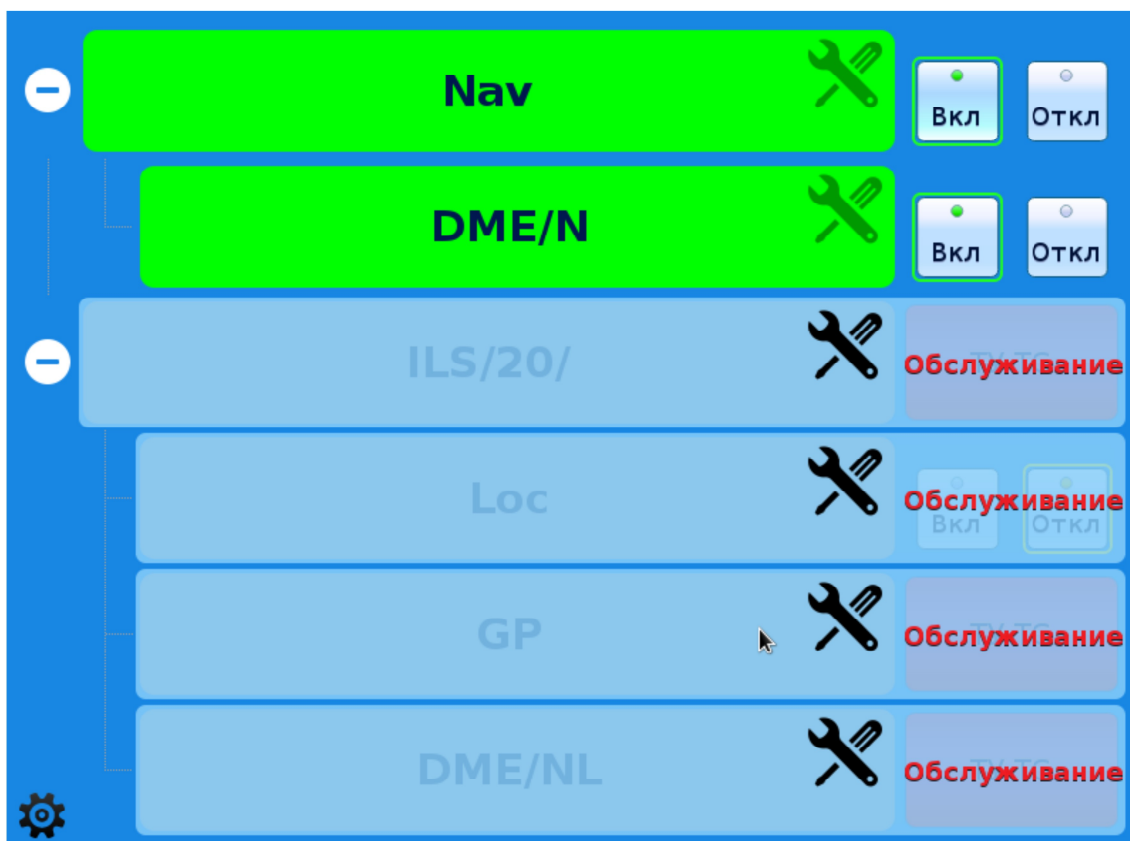 Nav
Вкл Откл
DME/N
Вкл Откл
ILS/20/
Обслуживание
Loc
Обслуживание
Вкл Откл
GP
Обслуживание
DME/NL
Обслуживание